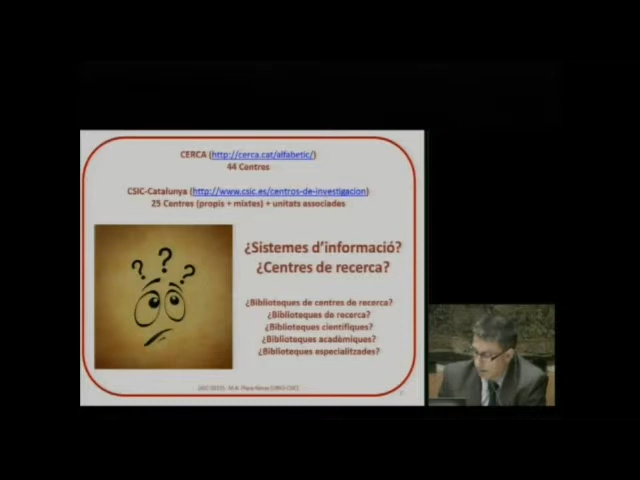 CERCA (http://cerca.cat/alfabetic/)
44 Centres
CSIC-Catalunya (http://www.csic.es/centros-de-investigacion)
25 Centres (propis + mixtes) + unitats associades
¿Sistemes d'informació?
¿Centres de recerca?
¿Biblioteques de centres de recerca?
¿Biblioteques de recerca?
¿Biblioteques científiques?
¿Biblioteques acadèmiques?
¿Biblioteques especialitzades?
? ? ?